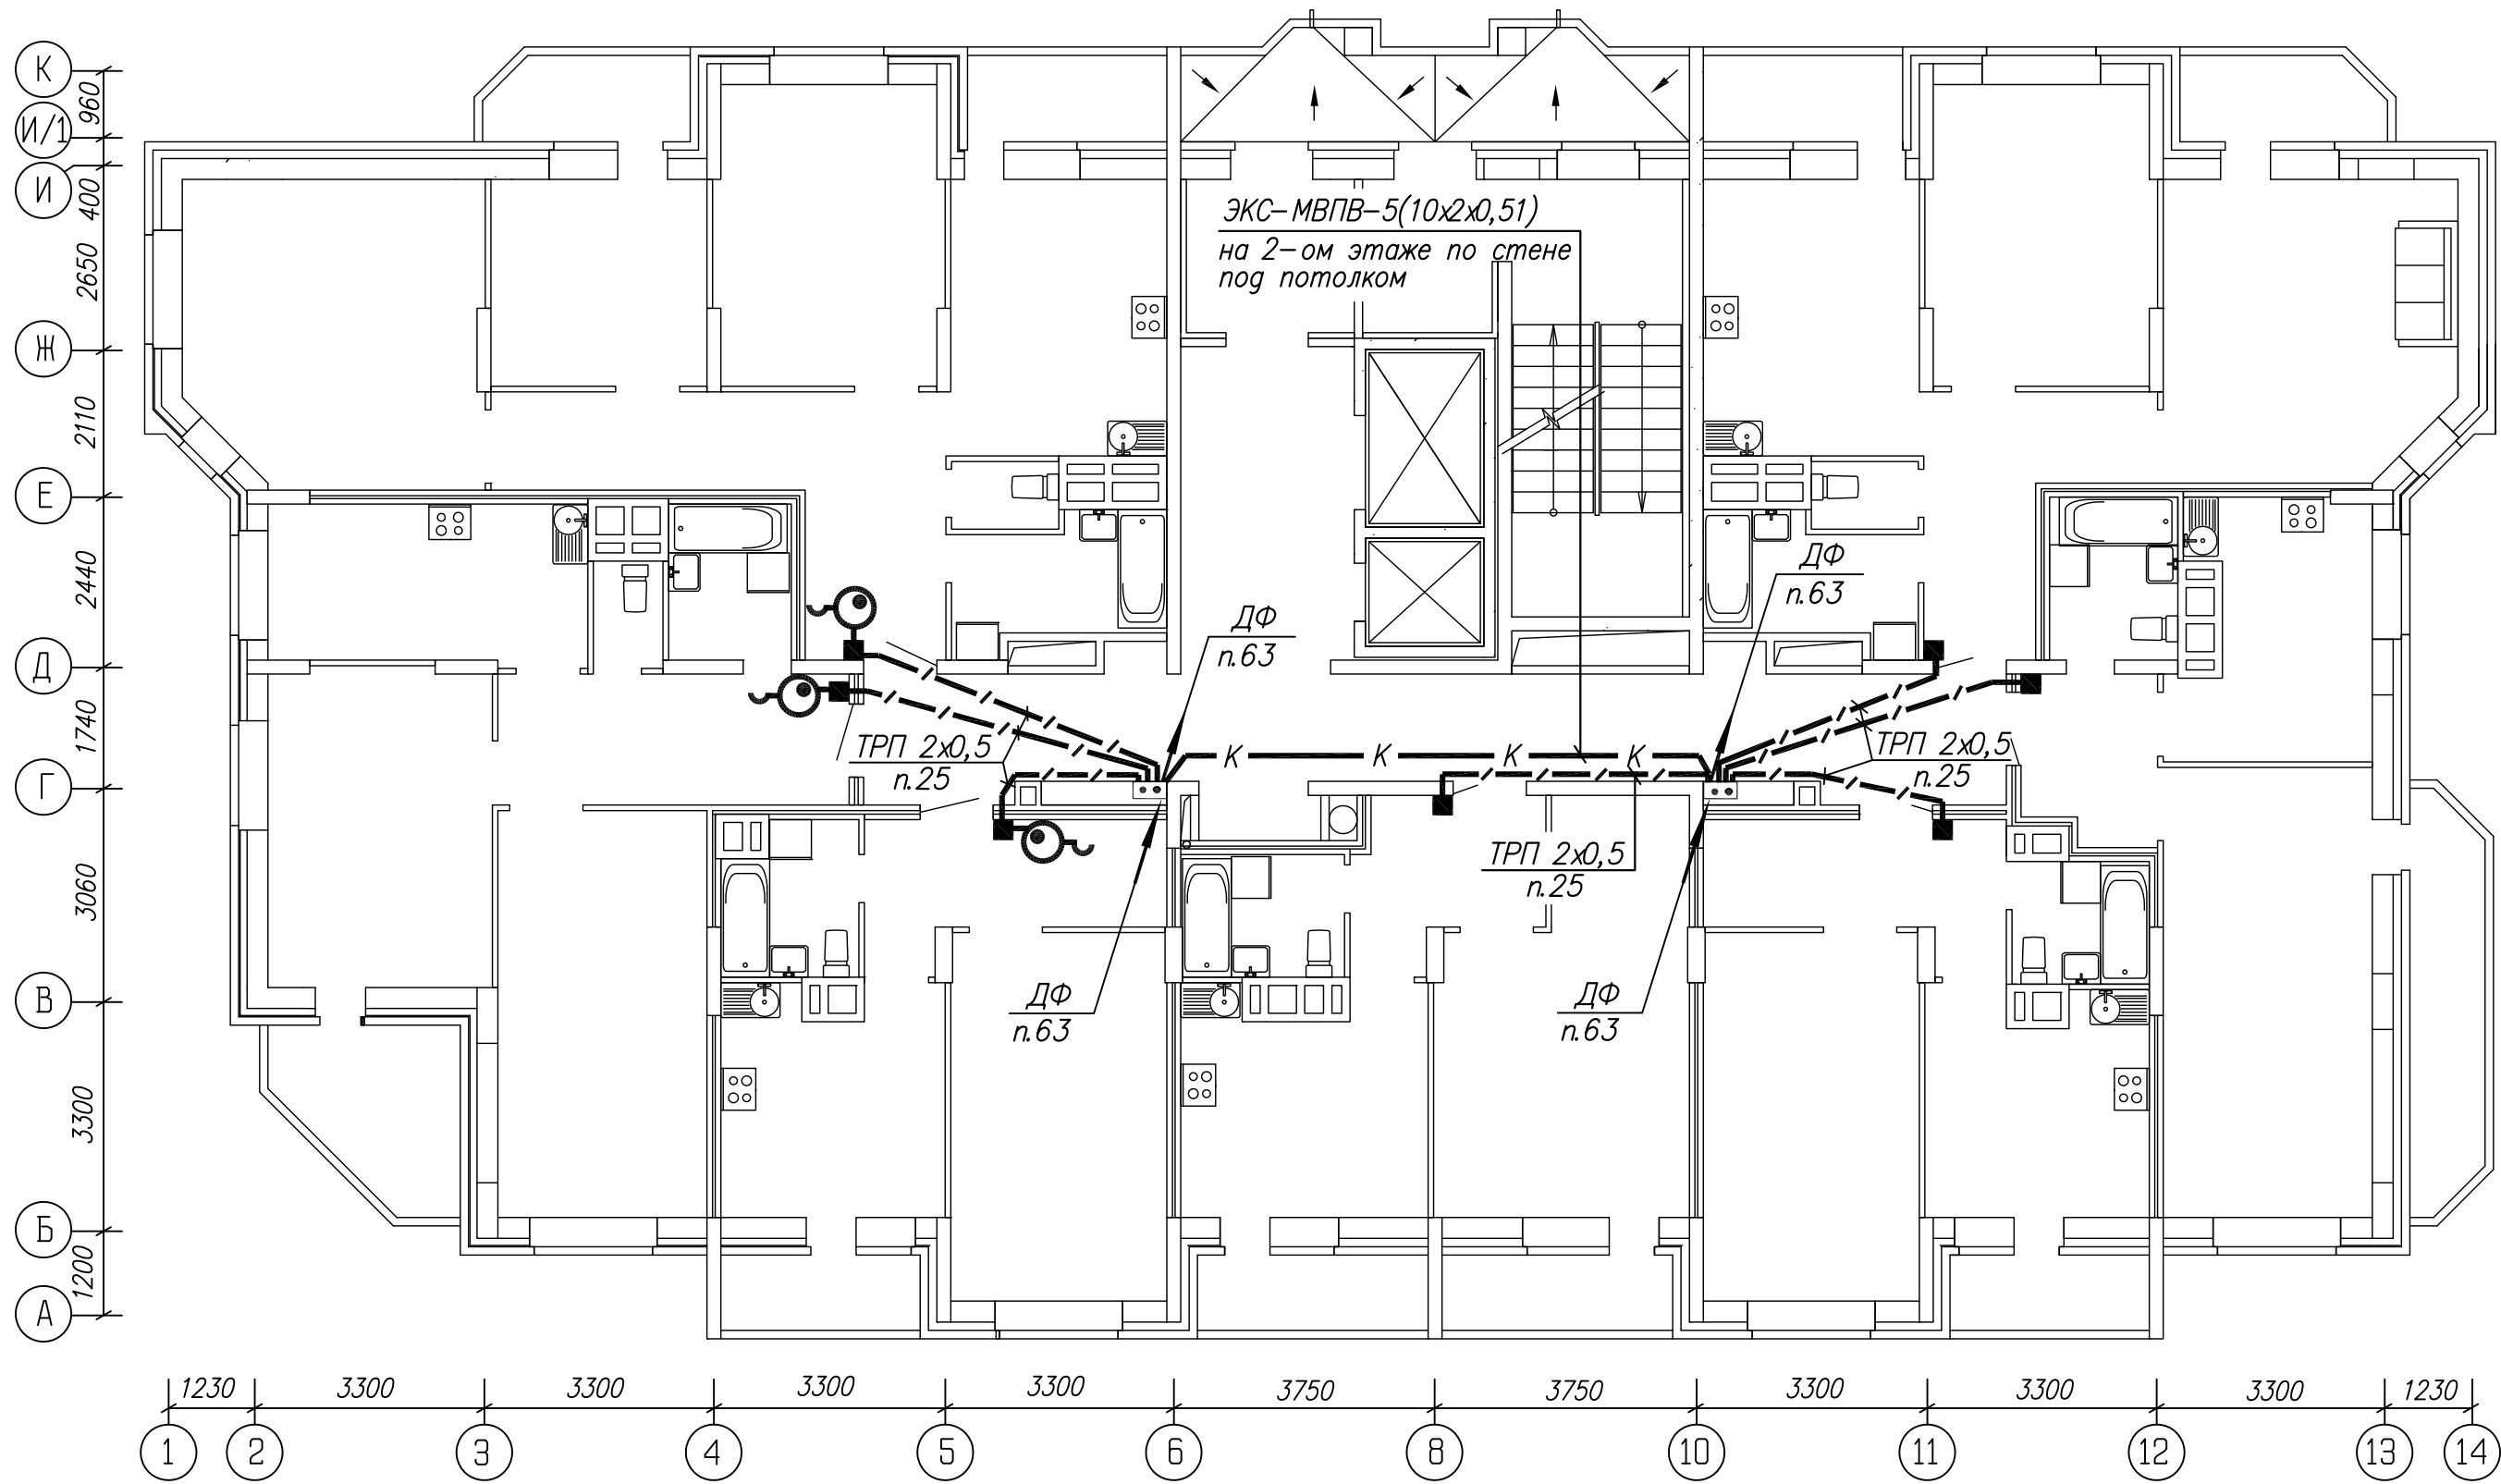 К
960
И/1
И
400
2650
Ж
2110
Е
2440
Д
1740
Г
3060
В
3300
Б
1200
А
ЭКС-МВПВ-5(10х2х0,51)
на 2-ом этаже по стене
под потолком
ДФ
п.63
ДФ
п.63
ТРП 2х0,5
п.25
К К К К
ТРП 2х0,5
п.25
ТРП 2х0,5
п.25
ДФ
п.63
ДФ
п.63
1230 3300 3300 3300 3300 3750 3750 3300 3300 3300 1230
1 2 3 4 5 6 8 10 11 12 13 14